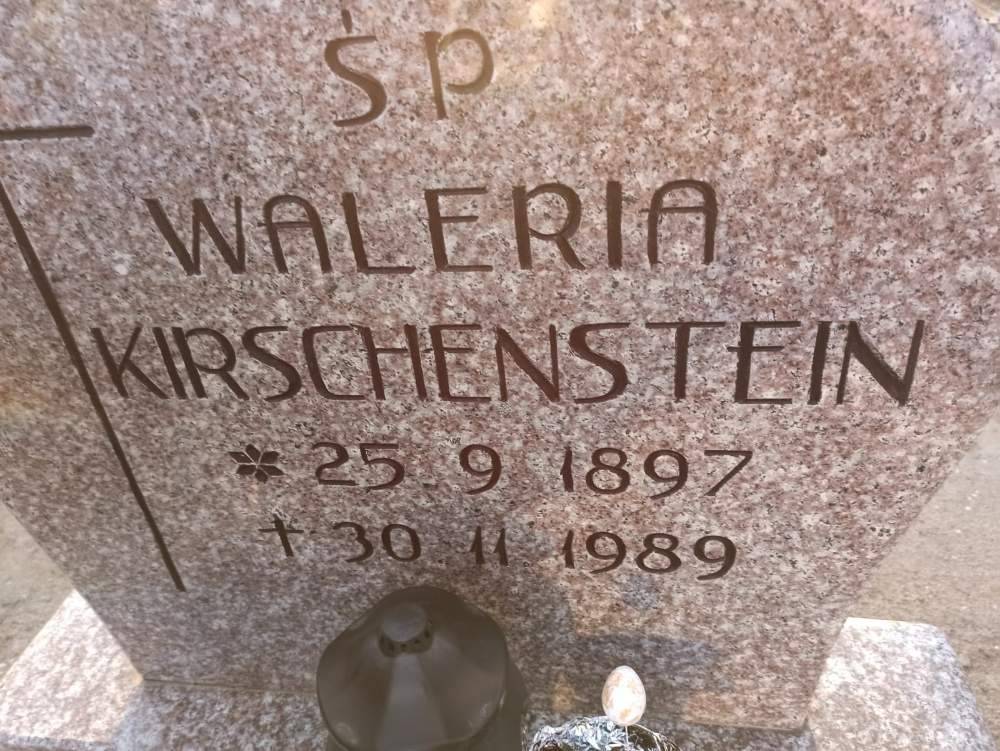 ŚP
WALERIA
KIRSCHENSTEIN
* 25 9 1897
+ 30 11 1989